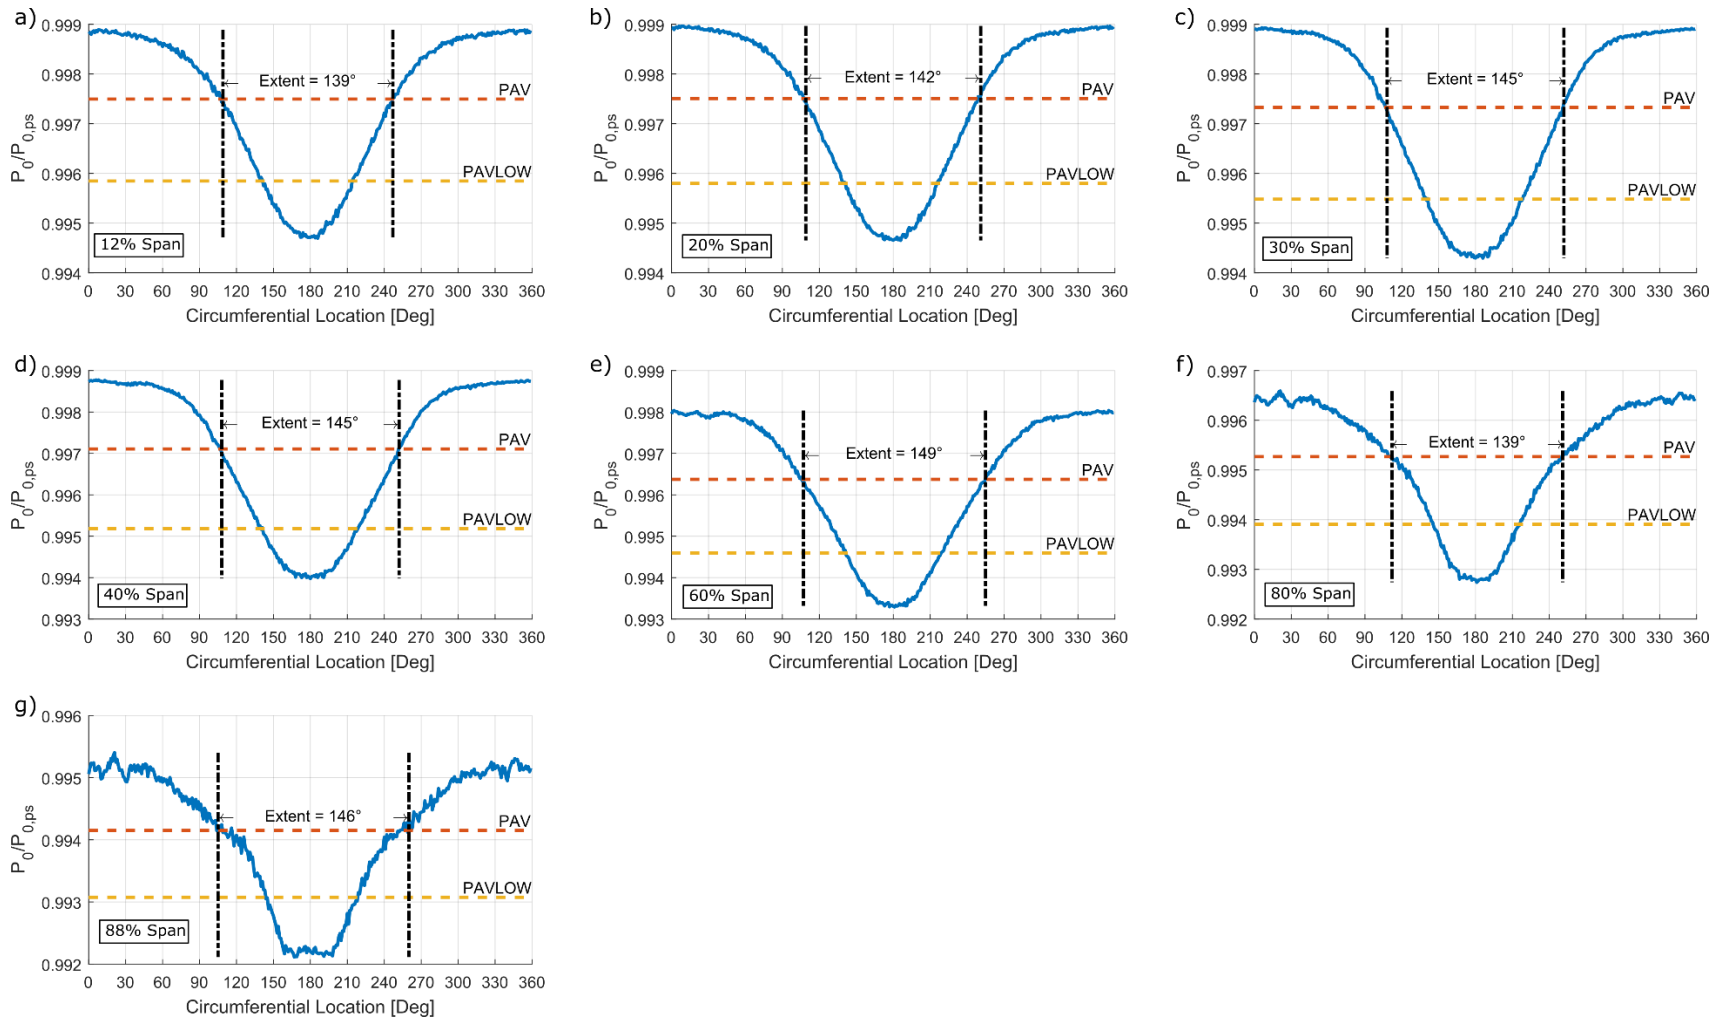 a)
0.999
0.998
0.997
0.996
0.995
0.994
P0/P0,ps
Extent = 139°
PAV
PAVLOW
12% Span
0 30 60 90 120 150 180 210 240 270 300 330 360
Circumferential Location [Deg]
b)
0.999
0.998
0.997
0.996
0.995
0.994
P0/P0,ps
Extent = 142°
PAV
PAVLOW
20% Span
0 30 60 90 120 150 180 210 240 270 300 330 360
Circumferential Location [Deg]
c)
0.999
0.998
0.997
0.996
0.995
0.994
P0/P0,ps
Extent = 145°
PAV
PAVLOW
30% Span
0 30 60 90 120 150 180 210 240 270 300 330 360
Circumferential Location [Deg]
d)
0.999
0.998
0.997
0.996
0.995
0.994
0.993
P0/P0,ps
Extent = 145°
PAV
PAVLOW
40% Span
0 30 60 90 120 150 180 210 240 270 300 330 360
Circumferential Location [Deg]
e)
0.999
0.998
0.997
0.996
0.995
0.994
0.993
P0/P0,ps
Extent = 149°
PAV
PAVLOW
60% Span
0 30 60 90 120 150 180 210 240 270 300 330 360
Circumferential Location [Deg]
f)
0.997
0.996
0.995
0.994
0.993
0.992
P0/P0,ps
Extent = 139°
PAV
PAVLOW
80% Span
0 30 60 90 120 150 180 210 240 270 300 330 360
Circumferential Location [Deg]
g)
0.996
0.995
0.994
0.993
0.992
P0/P0,ps
Extent = 146°
PAV
PAVLOW
88% Span
0 30 60 90 120 150 180 210 240 270 300 330 360
Circumferential Location [Deg]